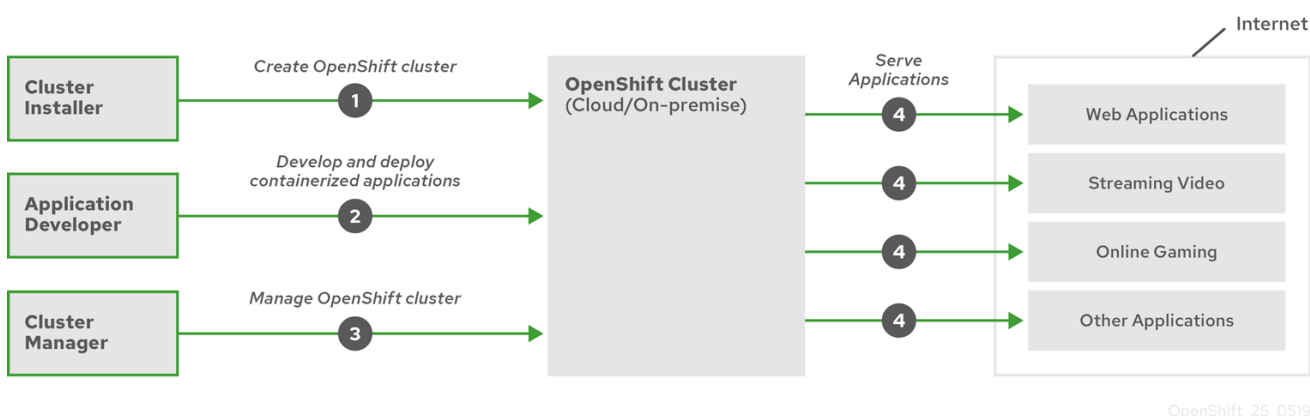 Internet
Cluster
Installer
Create OpenShift cluster
1
OpenShift Cluster
(Cloud/On-premise)
Serve
Applications
4
Web Applications
Application
Developer
Develop and deploy
containerized applications
2
4
Streaming Video
4
Online Gaming
Cluster
Manager
Manage OpenShift cluster
3
4
Other Applications
OpenShift_25_0519